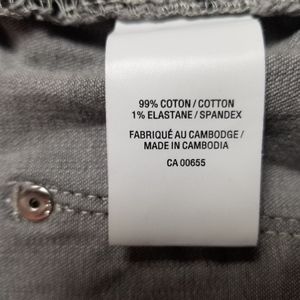 99% COTON / COTTON
1% ELASTANE / SPANDEX
FABRIQUÉ AU CAMBODGE /
MADE IN CAMBODIA
CA 00655